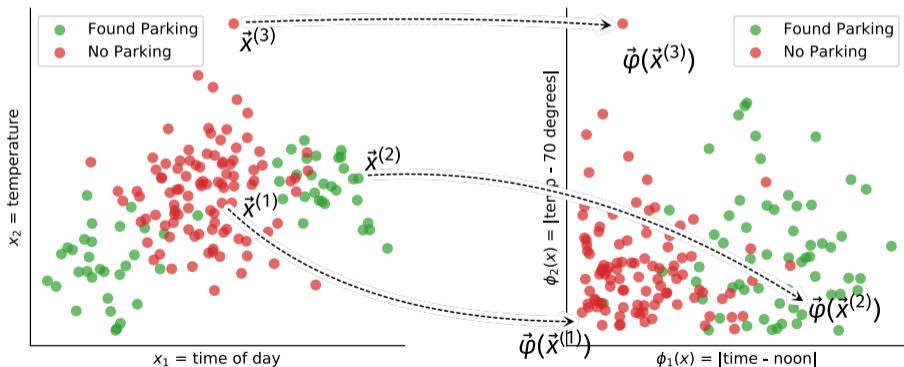 Found Parking
No Parking
x⃗⁽³⁾
x⃗⁽²⁾
x⃗⁽¹⁾
x₂ = temperature
x₁ = time of day
Found Parking
No Parking
φ⃗(x⃗⁽³⁾)
φ⃗(x⃗⁽²⁾)
φ⃗(x⃗⁽¹⁾)
ϕ₂(x) = |temp - 70 degrees|
ϕ₁(x) = |time - noon|